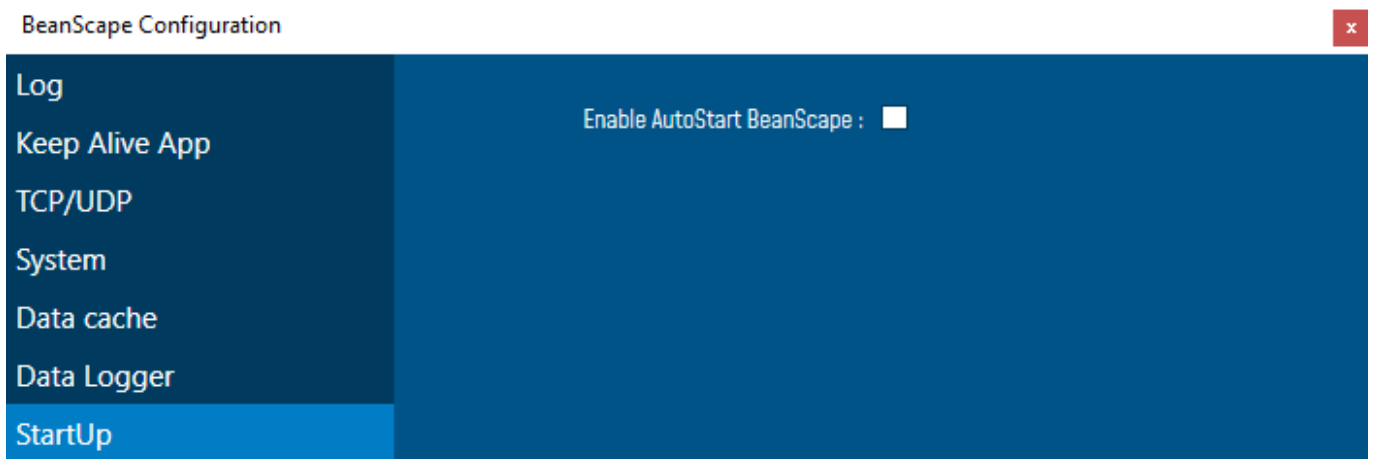 BeanScape Configuration
x
Log
Keep Alive App
TCP/UDP
System
Data cache
Data Logger
StartUp
Enable AutoStart BeanScape :